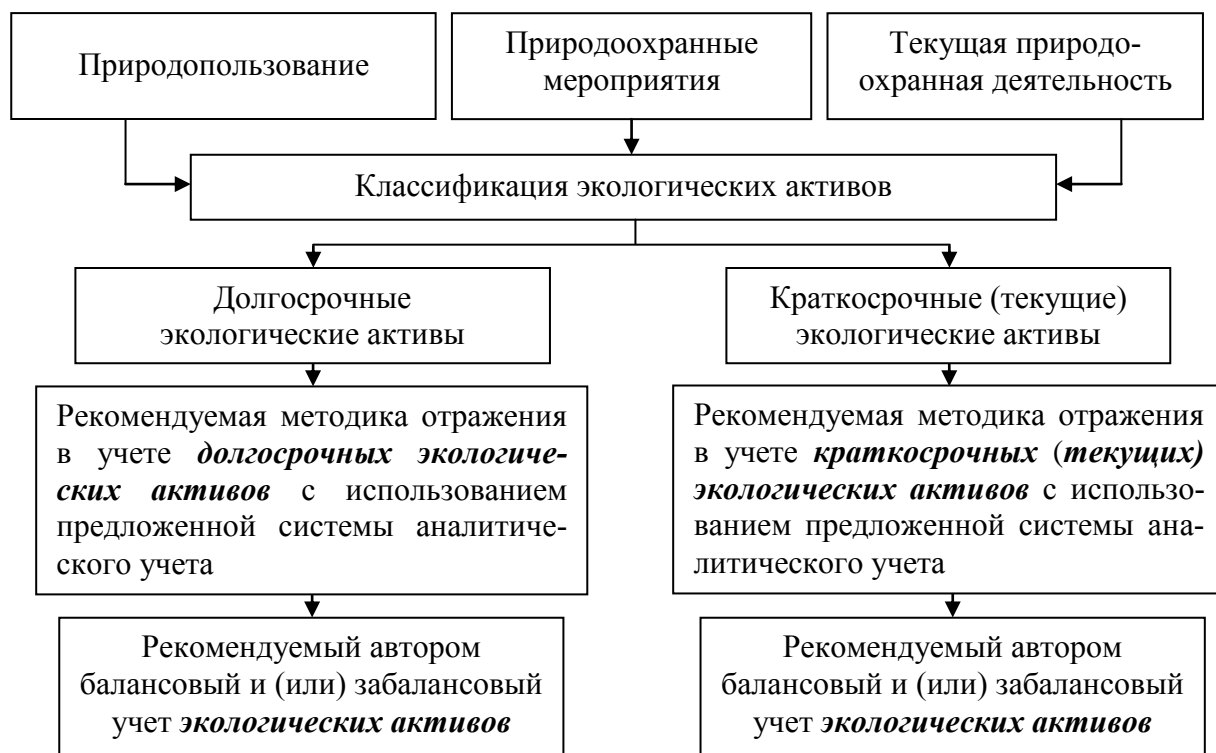 Природопользование
Природоохранные
мероприятия
Текущая природо-
охранная деятельность
Классификация экологических активов
Долгосрочные
экологические активы
Краткосрочные (текущие)
экологические активы
Рекомендуемая методика отражения
в учете долгосрочных экологиче-
ских активов с использованием
предложенной системы аналитиче-
ского учета
Рекомендуемая методика отражения
в учете краткосрочных (текущих)
экологических активов с использо-
ванием предложенной системы ана-
литического учета
Рекомендуемый автором
балансовый и (или) забалансовый
учет экологических активов
Рекомендуемый автором
балансовый и (или) забалансовый
учет экологических активов